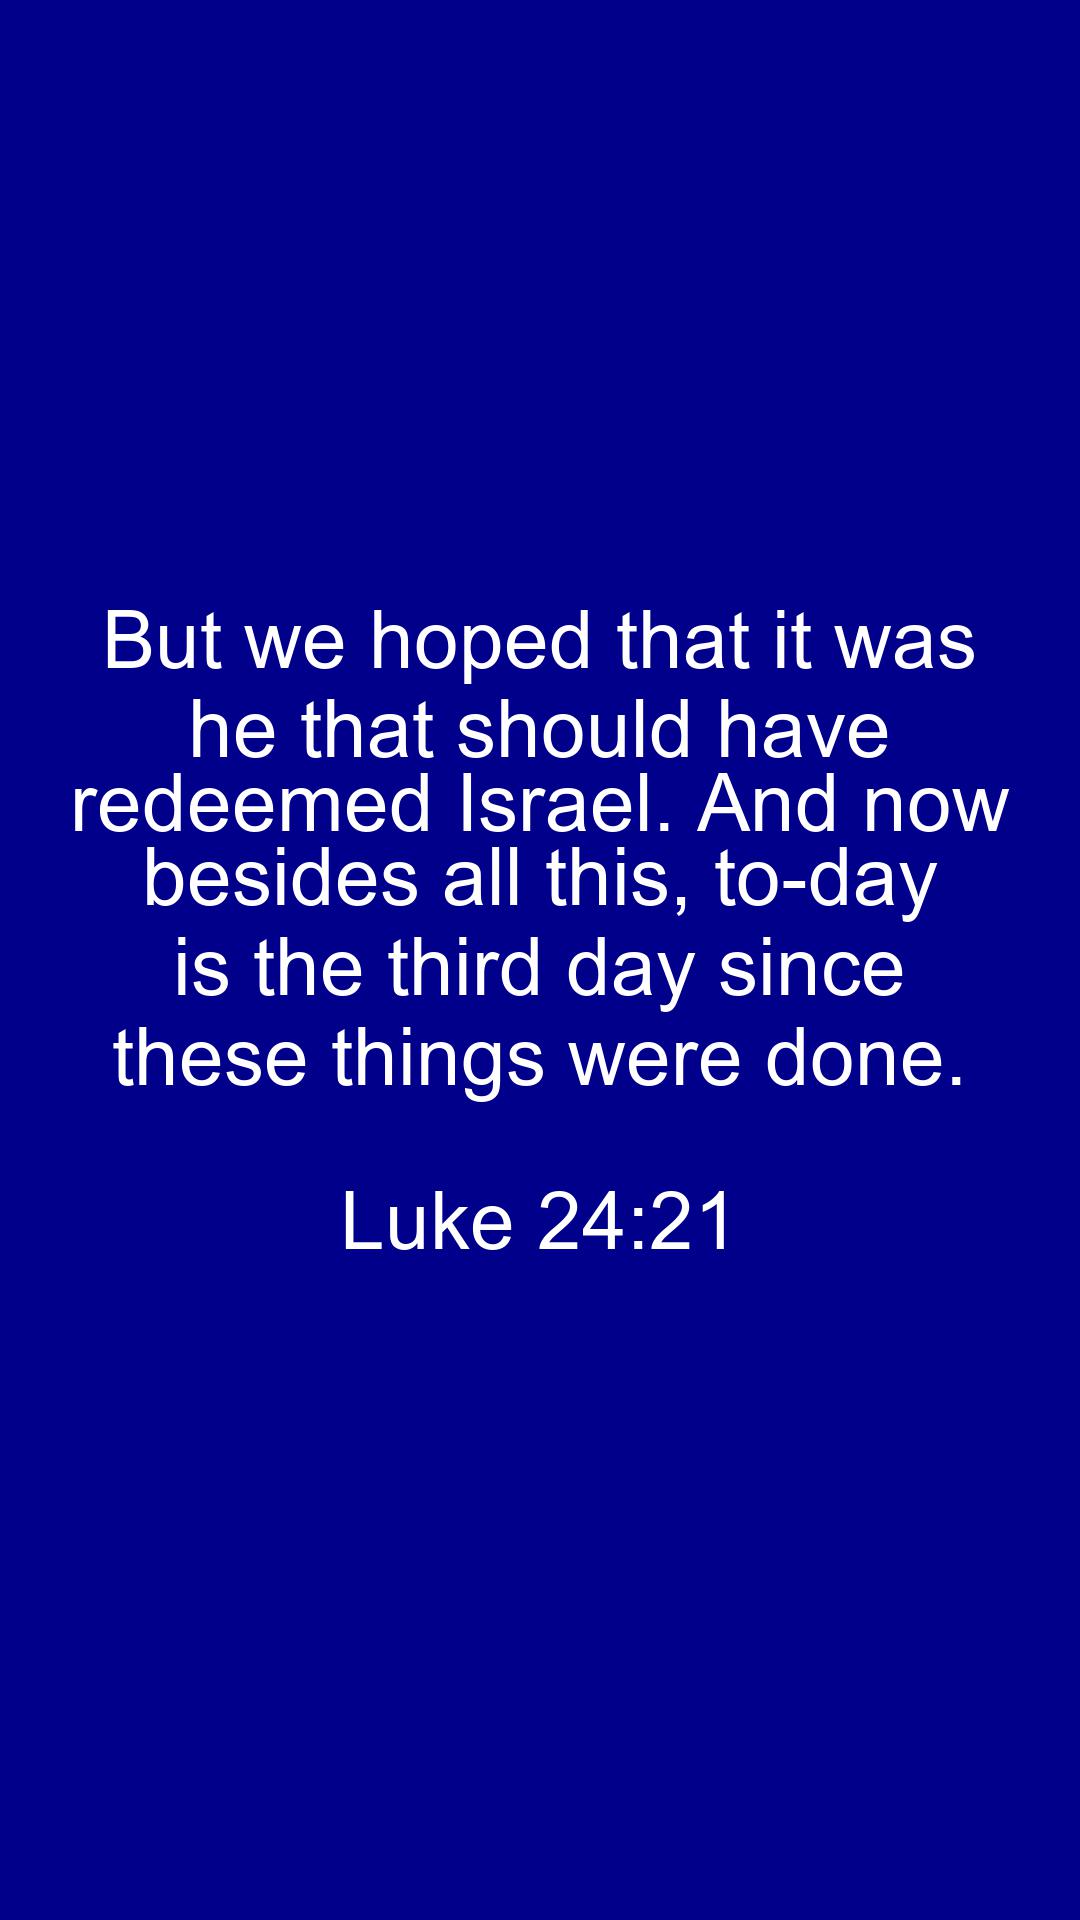 But we hoped that it was
he that should have
redeemed Israel. And now
besides all this, to-day
is the third day since
these things were done.
Luke 24:21